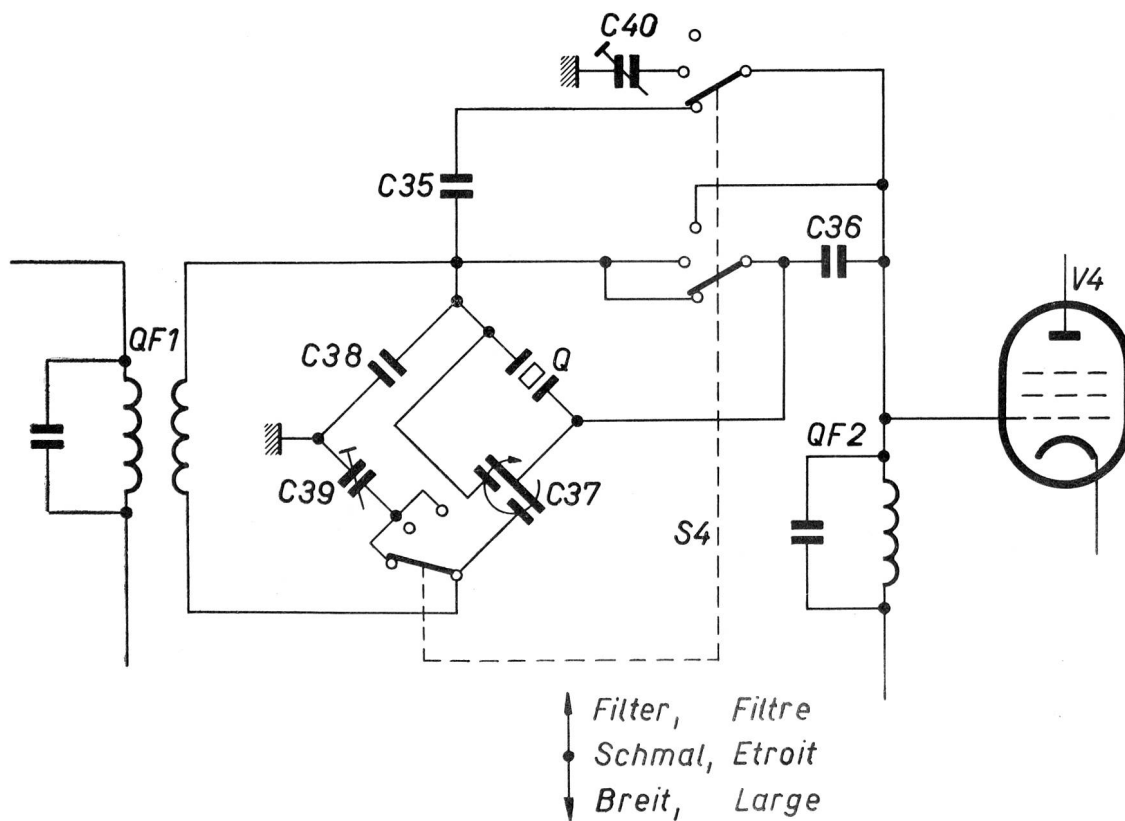 C40
C35
C36
V4
QF1
C38
Q
QF2
C39
C37
S4
Filter, Filtre
Schmal, Etroit
Breit, Large